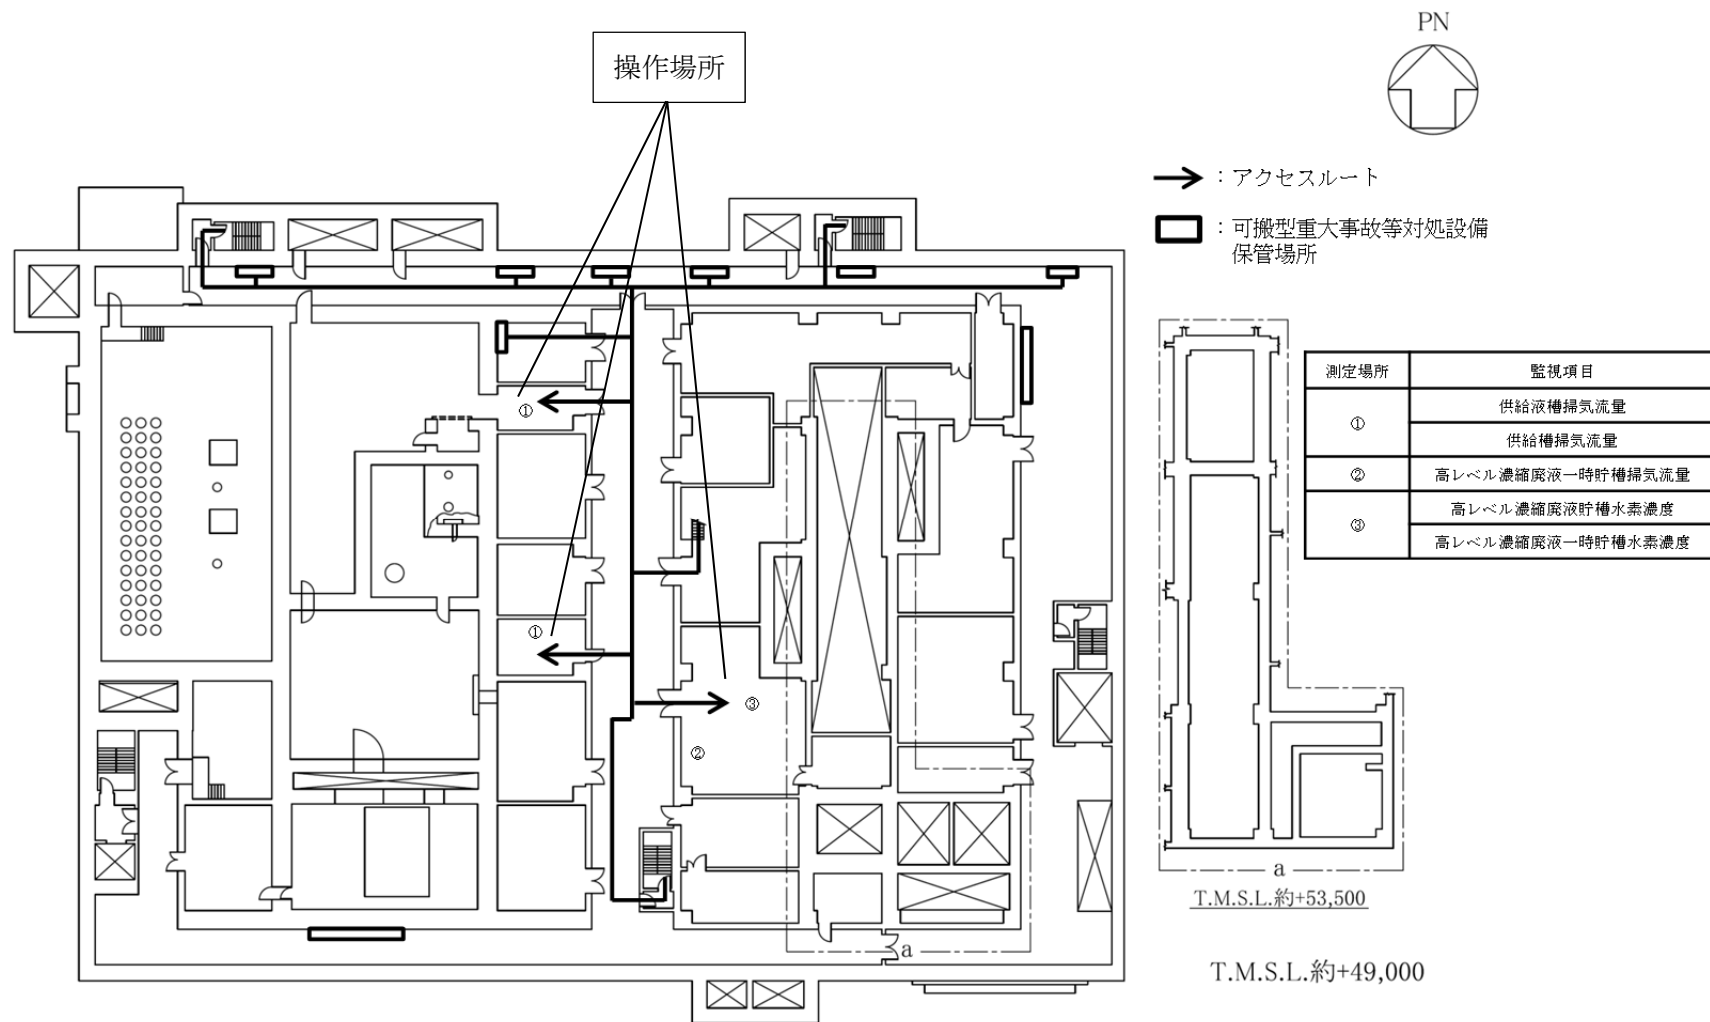 操作場所
PN
：アクセスルート
：可搬型重大事故等対処設備
保管場所
測定場所 監視項目
① 供給液槽掃気流量
供給槽掃気流量
② 高レベル濃縮廃液一時貯槽掃気流量
③ 高レベル濃縮廃液貯槽水素濃度
高レベル濃縮廃液一時貯槽水素濃度
①
①
③
②
a
a
T.M.S.L.約+53,500
T.M.S.L.約+49,000